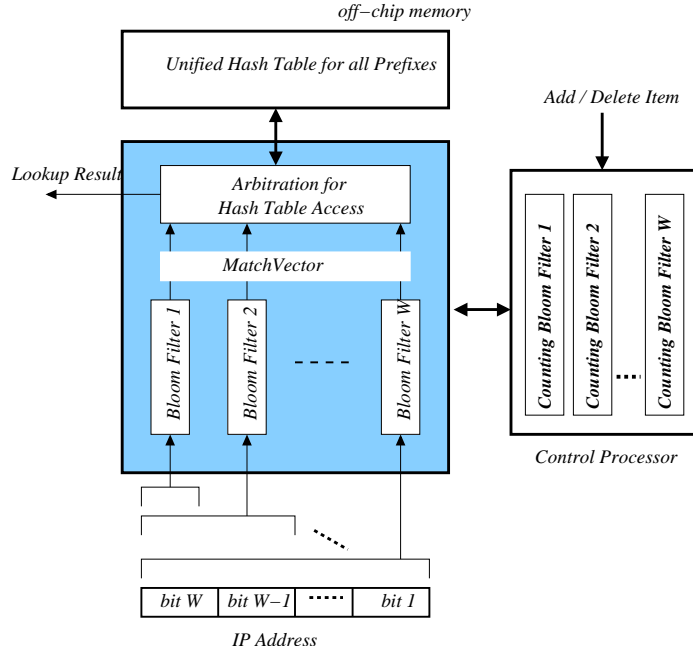 off−chip memory
Unified Hash Table for all Prefixes
Add / Delete Item
Lookup Result
Arbitration for
Hash Table Access
MatchVector
Bloom Filter 1
Bloom Filter 2
Bloom Filter W
Counting Bloom Filter 1
Counting Bloom Filter 2
Counting Bloom Filter W
Control Processor
bit W
bit W−1
bit 1
IP Address